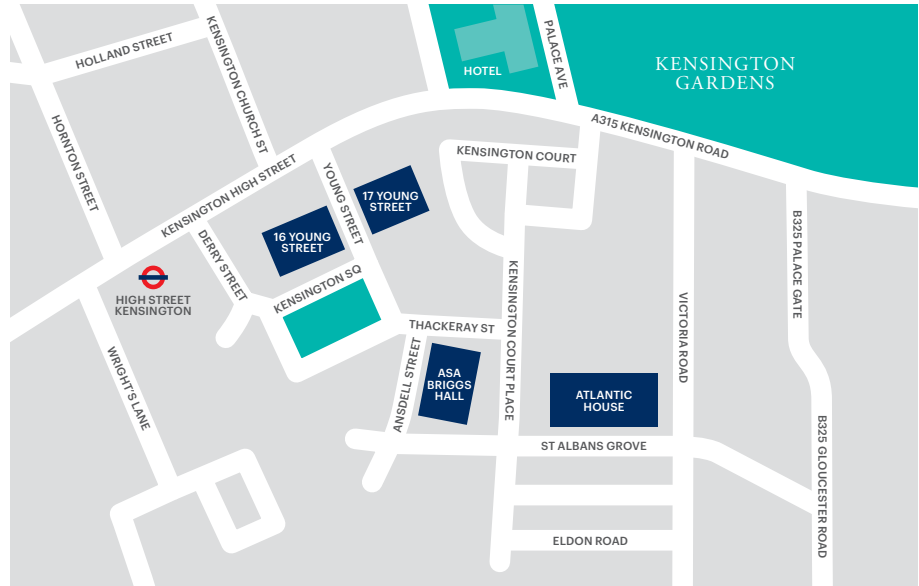 HOLLAND STREET
KENSINGTON CHURCH ST
HOTEL
PALACE AVE
KENSINGTON
GARDENS
HORNTON STREET
A315 KENSINGTON ROAD
KENSINGTON HIGH STREET
YOUNG STREET
KENSINGTON COURT
17 YOUNG
STREET
16 YOUNG
STREET
DERRY STREET
B325 PALACE GATE
HIGH STREET
KENSINGTON
KENSINGTON SQ
KENSINGTON COURT PLACE
VICTORIA ROAD
THACKERAY ST
WRIGHT'S LANE
ANSDELL STREET
ASA
BRIGGS
HALL
ATLANTIC
HOUSE
ST ALBANS GROVE
B325 GLOUCESTER ROAD
ELDON ROAD